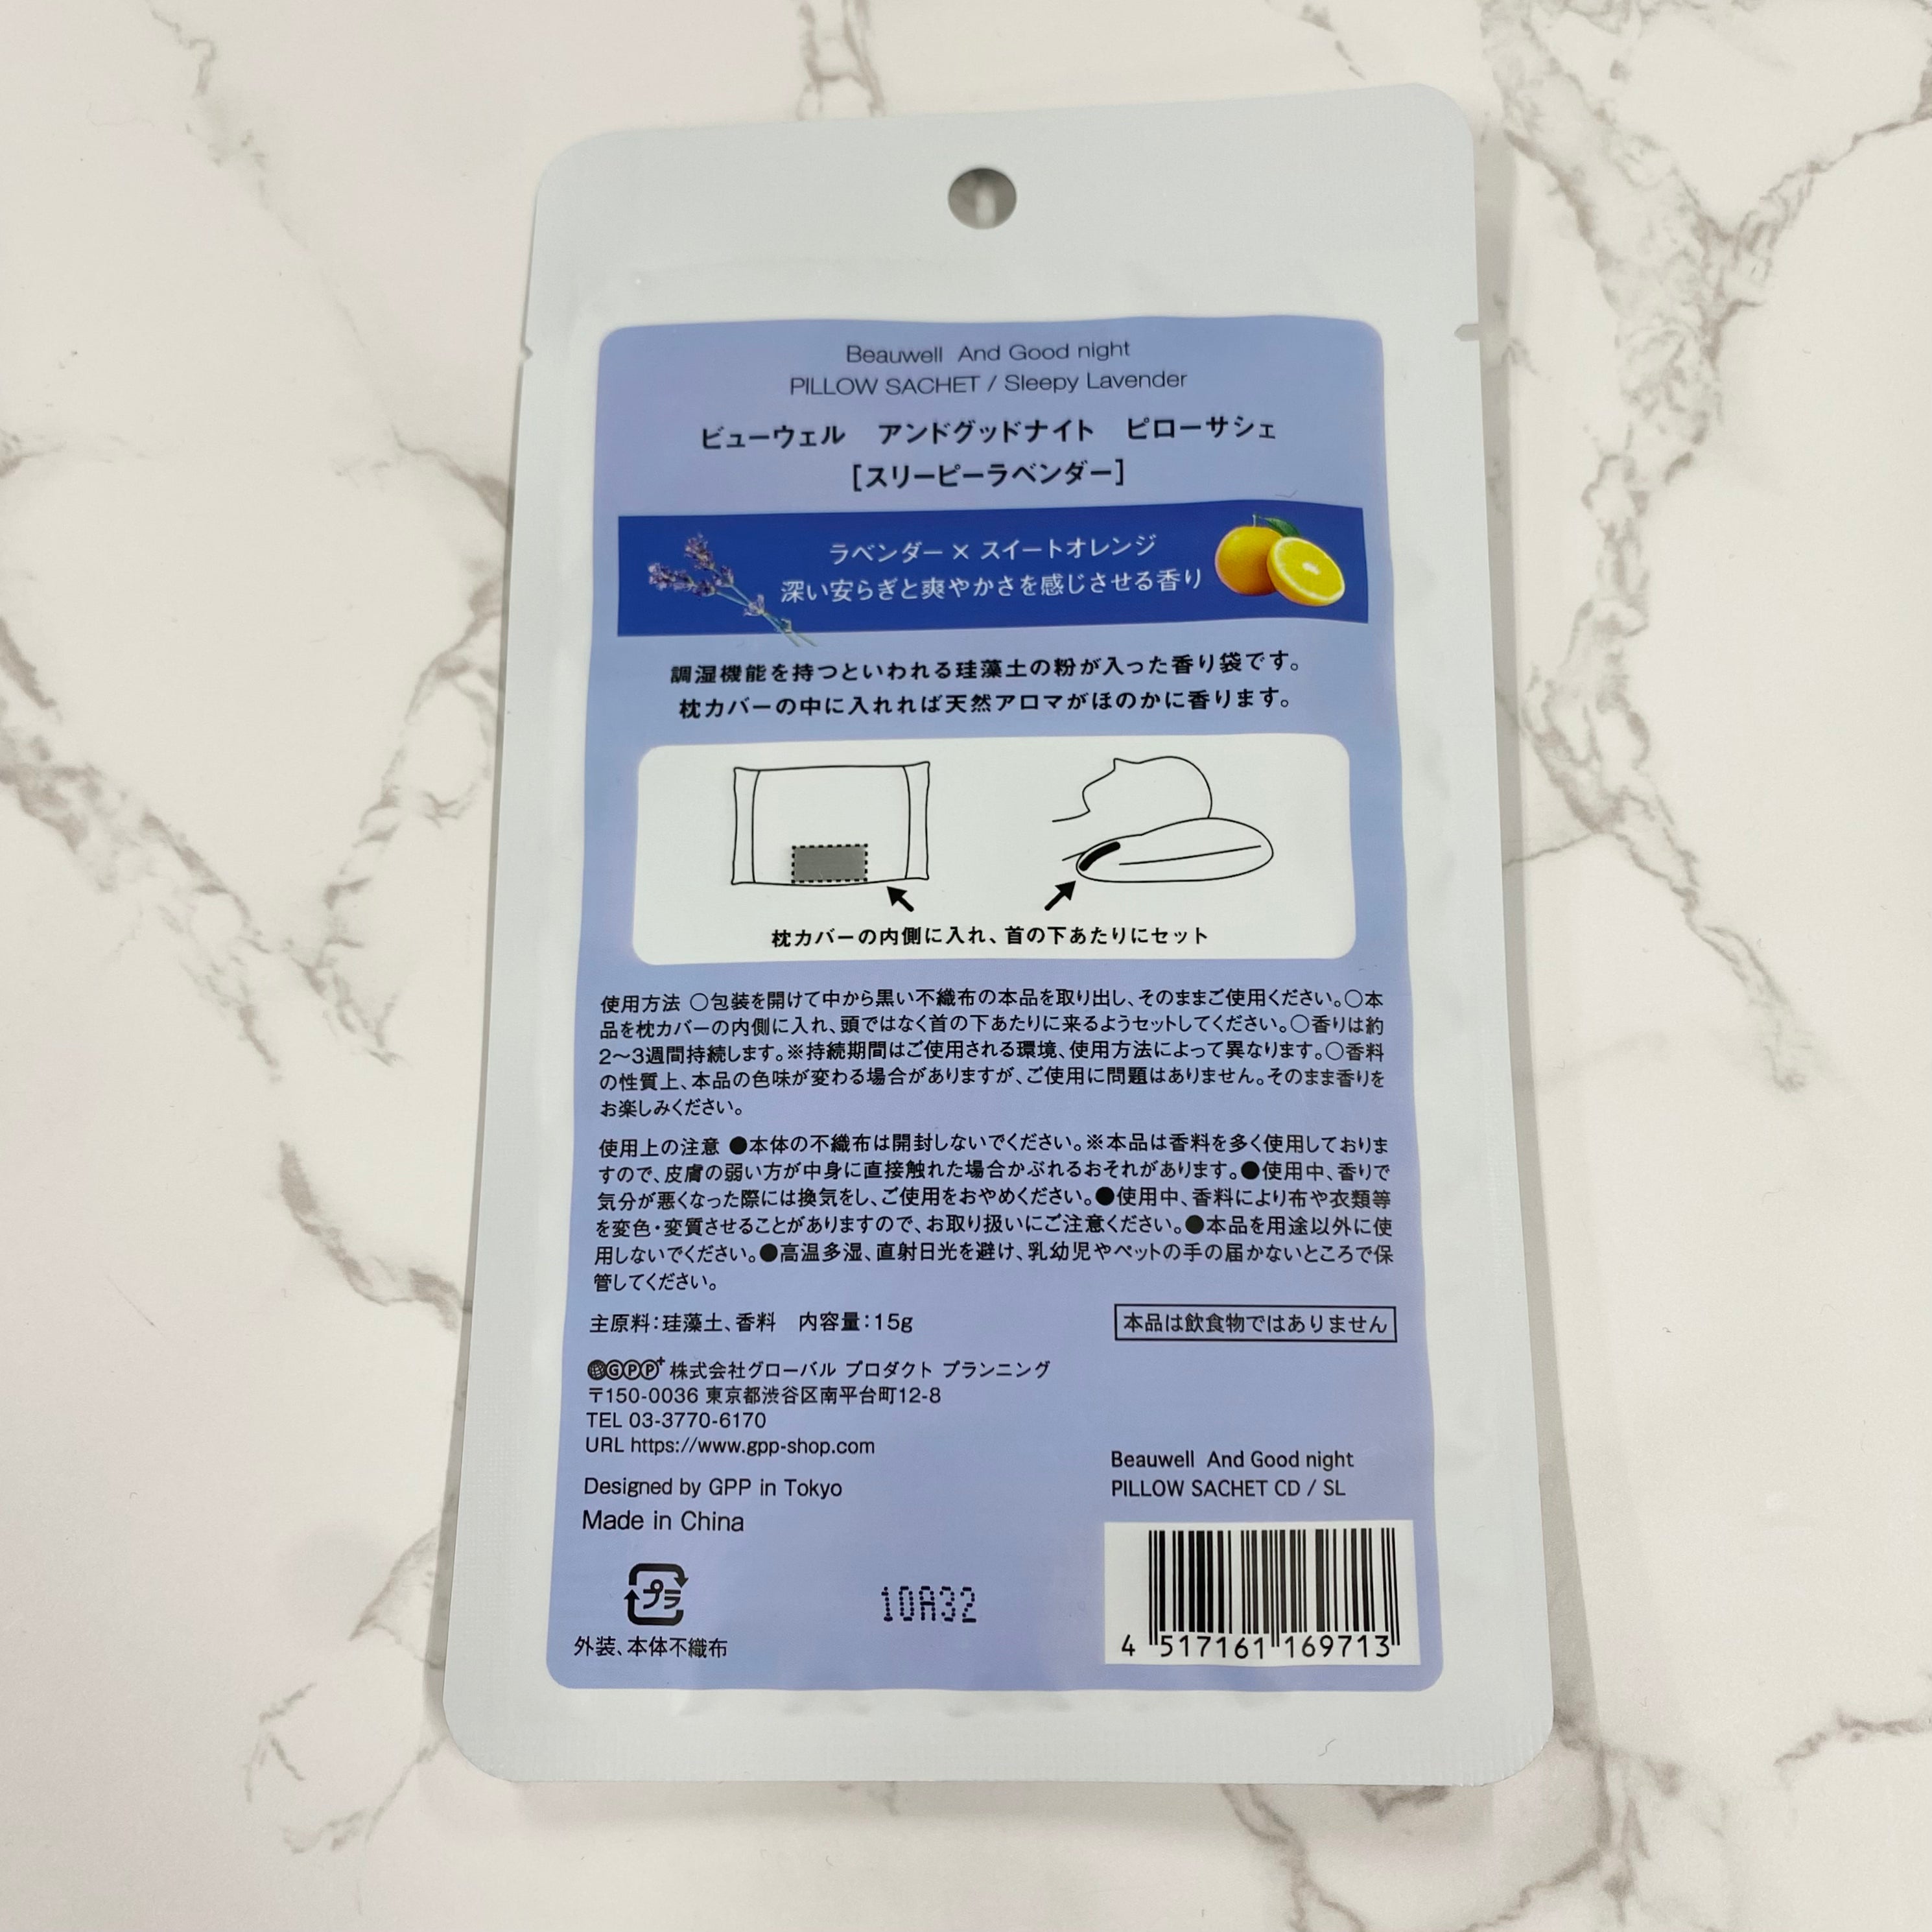 Beauwell And Good night
PILLOW SACHET / Sleepy Lavender
ビューウェル アンドグッドナイト ピローサシェ
[スリーピーラベンダー]
ラベンダー × スイートオレンジ
深い安らぎと爽やかさを感じさせる香り
調湿機能を持つといわれる珪藻土の粉が入った香り袋です。
枕カバーの中に入れれば天然アロマがほのかに香ります。
枕カバーの内側に入れ、首の下あたりにセット
使用方法 ○包装を開けて中から黒い不織布の本品を取り出し、そのままご使用ください。○本
品を枕カバーの内側に入れ、頭ではなく首の下あたりに来るようセットしてください。○香りは約
2〜3週間持続します。※持続期間はご使用される環境、使用方法によって異なります。○香料
の性質上、本品の色味が変わる場合がありますが、ご使用に問題はありません。そのまま香りを
お楽しみください。
使用上の注意 ●本体の不織布は開封しないでください。※本品は香料を多く使用しておりま
すので、皮膚の弱い方が中身に直接触れた場合かぶれるおそれがあります。●使用中、香りで
気分が悪くなった際には換気をし、ご使用をおやめください。●使用中、香料により布や衣類等
を変色・変質させることがありますので、お取り扱いにご注意ください。●本品を用途以外に使
用しないでください。●高温多湿、直射日光を避け、乳幼児やペットの手の届かないところで保
管してください。
主原料：珪藻土、香料 内容量：15g
本品は飲食物ではありません
GPP+ 株式会社グローバル プロダクト プランニング
〒150-0036 東京都渋谷区南平台町12-8
TEL 03-3770-6170
URL https://www.gpp-shop.com
Designed by GPP in Tokyo
Made in China
Beauwell And Good night
PILLOW SACHET CD / SL
プラ
外装、本体不織布
10A32
4 517161 169713